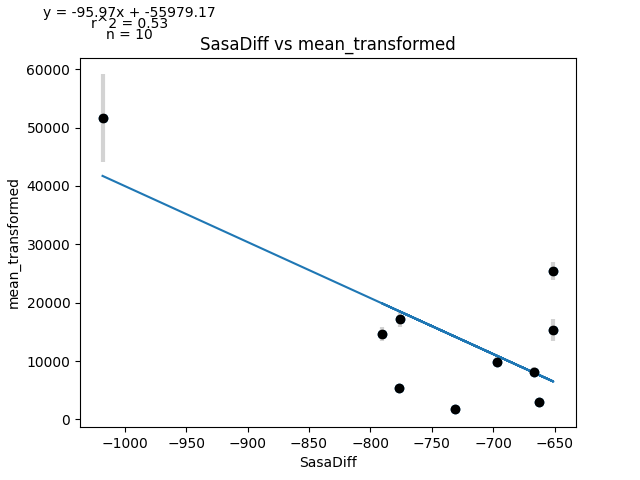 y = -95.97x + -55979.17
r^2 = 0.53
n = 10
SasaDiff vs mean_transformed
60000
50000
40000
30000
20000
10000
0
mean_transformed
−1000
−950
−900
−850
−800
−750
−700
−650
SasaDiff